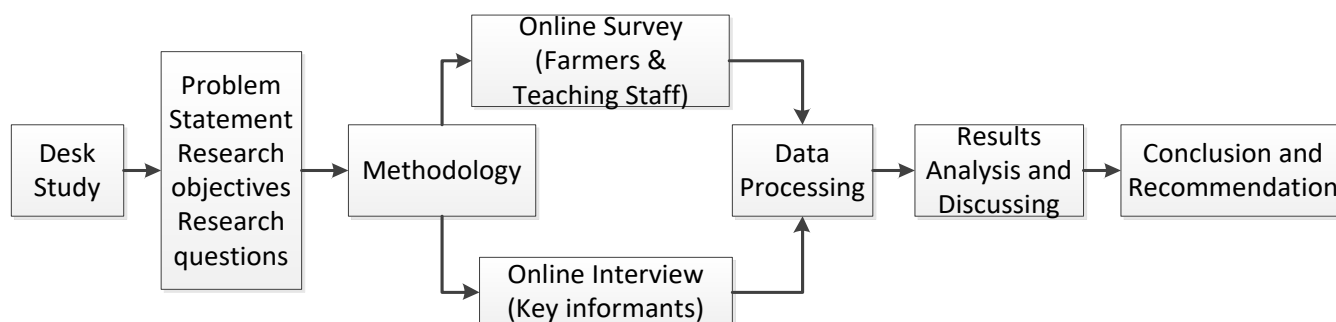 Desk
Study
Problem
Statement
Research
objectives
Research
questions
Methodology
Online Survey
(Farmers &
Teaching Staff)
Online Interview
(Key informants)
Data
Processing
Results
Analysis and
Discussing
Conclusion and
Recommendation